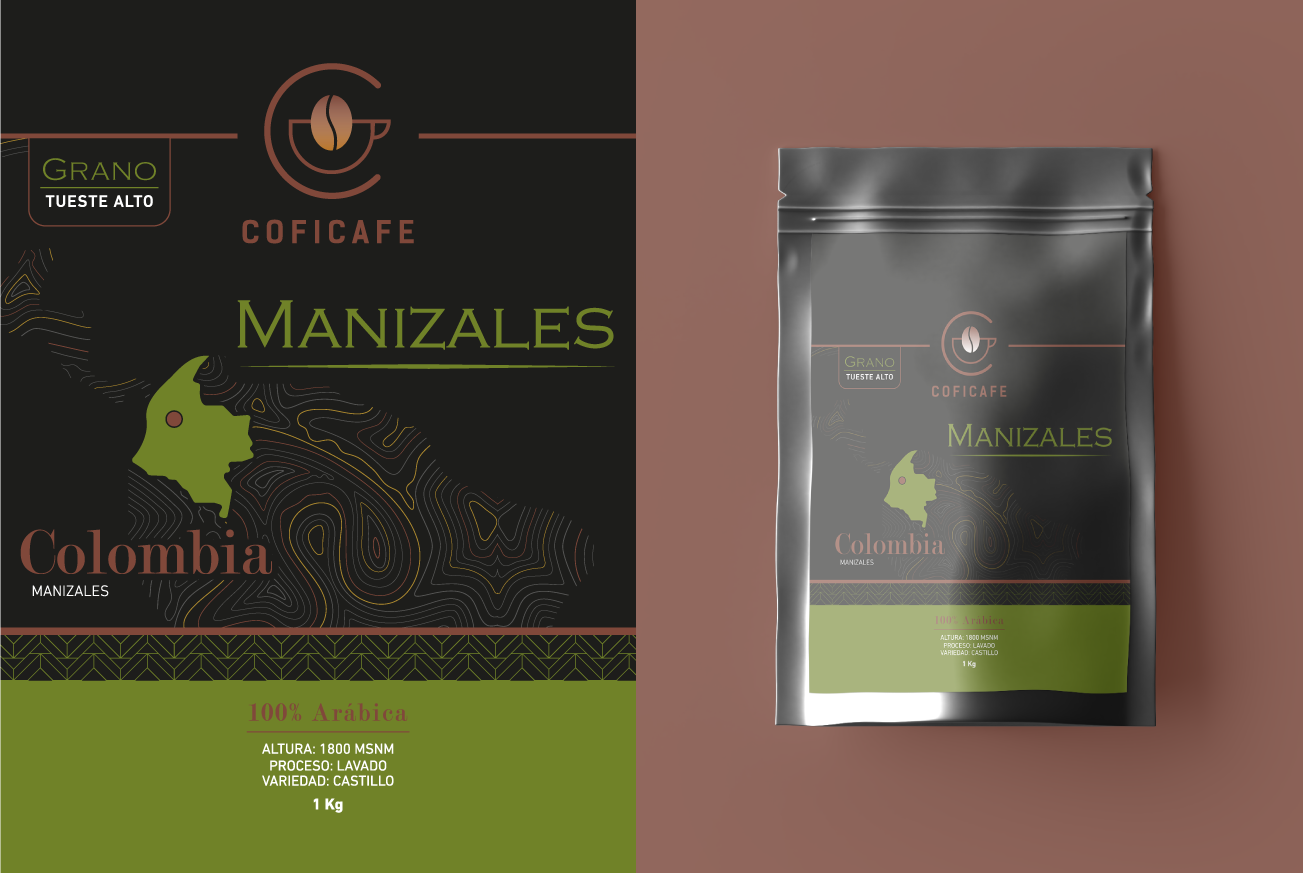 COFICAFE
GRANO
TUESTE ALTO
MANIZALES
Colombia
MANIZALES
100% Arábica
ALTURA: 1800 MSNM
PROCESO: LAVADO
VARIEDAD: CASTILLO
1 Kg
GRANO
TUESTE ALTO
COFICAFE
MANIZALES
Colombia
MANIZALES
100% Arábica
ALTURA: 1800 MSNM
PROCESO: LAVADO
VARIEDAD: CASTILLO
1 Kg